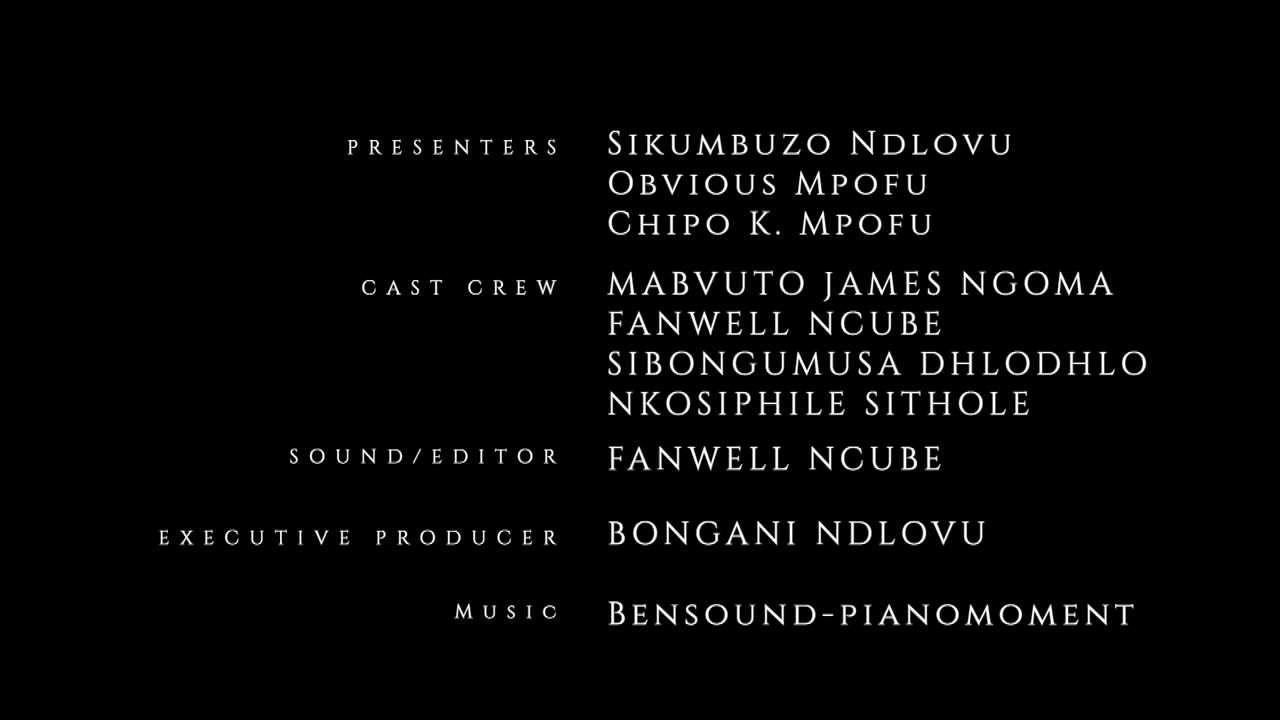 PRESENTERS Sikumbuzo Ndlovu
Obvious Mpofu
Chipo K. Mpofu
CAST CREW MABVUTO JAMES NGOMA
FANWELL NCUBE
SIBONGUMUSA DHLODHLO
NKOSIPHILE SITHOLE
SOUND/EDITOR FANWELL NCUBE
EXECUTIVE PRODUCER BONGANI NDLOVU
Music Bensound-pianomoment